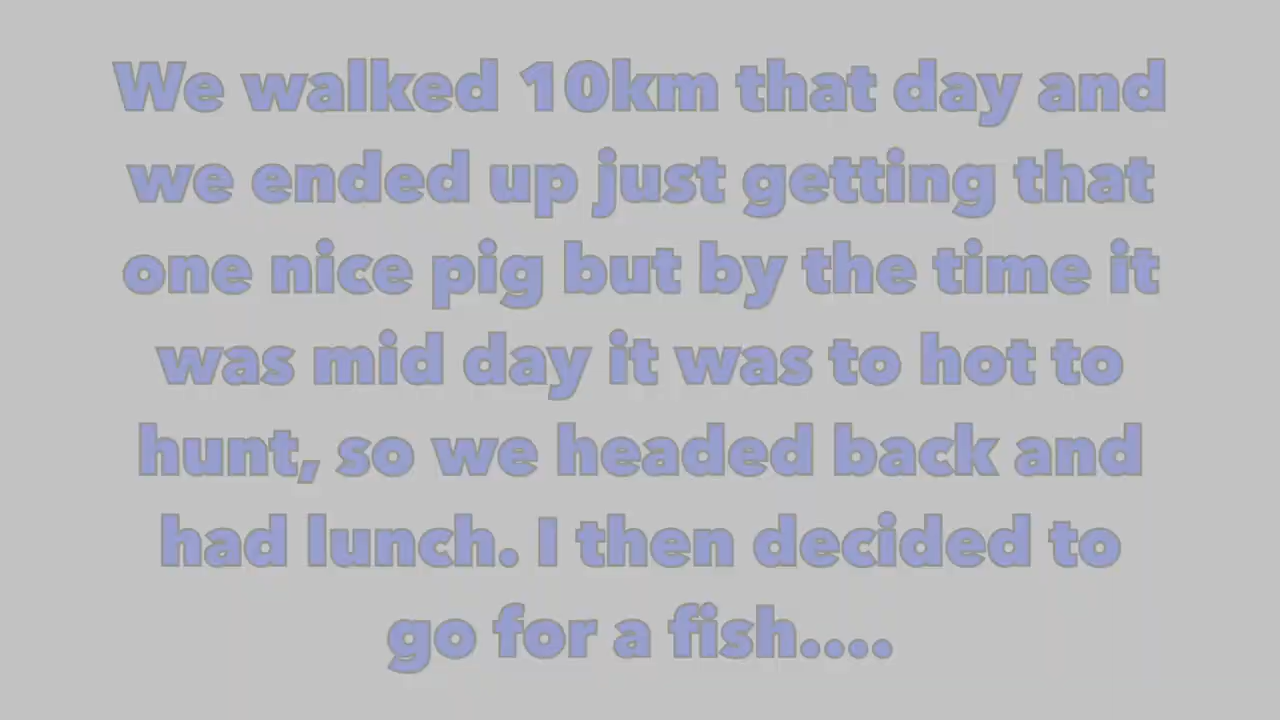 We walked 10km that day and
we ended up just getting that
one nice pig but by the time it
was mid day it was to hot to
hunt, so we headed back and
had lunch. I then decided to
go for a fish....